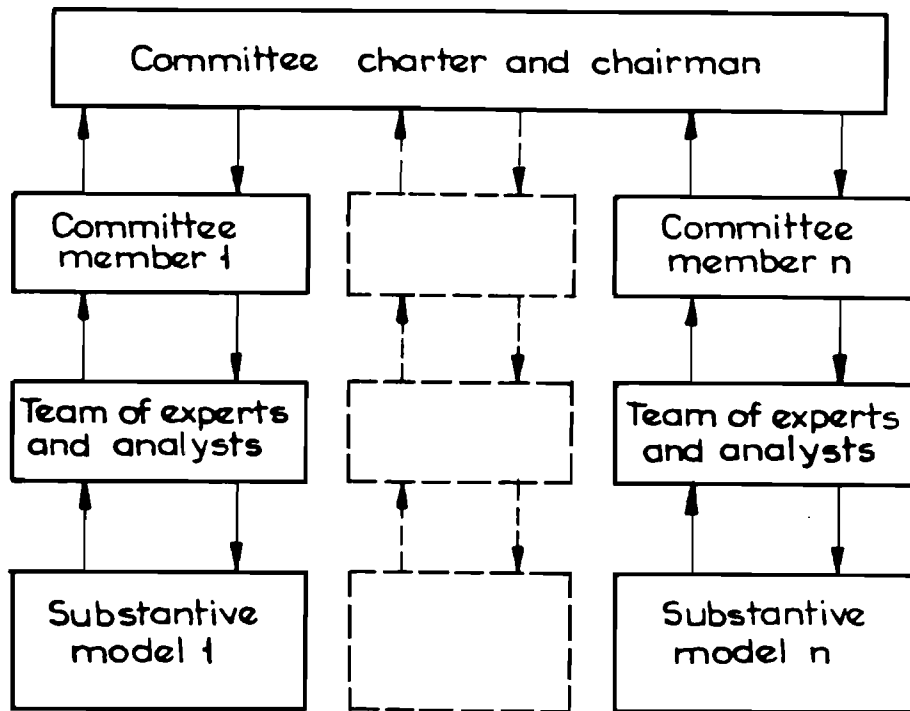 Committee charter and chairman
Committee
member 1
Committee
member n
Team of experts
and analysts
Team of experts
and analysts
Substantive
model 1
Substantive
model n